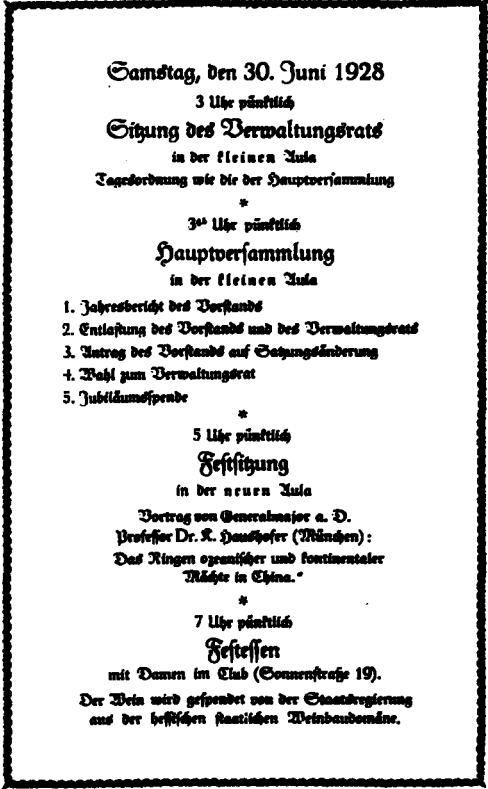 Samstag, den 30. Juni 1928
3 Uhr pünktlich
Sitzung des Verwaltungsrats
in der kleinen Aula
Tagesordnung wie die der Hauptversammlung
*
3⁴⁵ Uhr pünktlich
Hauptversammlung
in der kleinen Aula
1. Jahresbericht des Vorstands
2. Entlastung des Vorstands und des Verwaltungsrats
3. Antrag des Vorstands auf Satzungsänderung
4. Wahl zum Verwaltungsrat
5. Jubiläumsspende
*
5 Uhr pünktlich
Festsitzung
in der neuen Aula
Vortrag von Generalmajor a. D.
Professor Dr. K. Haushofer (München):
Das Ringen ozeanischer und kontinentaler
Mächte in China."
*
7 Uhr pünktlich
Festessen
mit Damen im Club (Sonnenstraße 19).
Der Wein wird gespendet von der Staatsregierung
aus der hessischen staatlichen Weinbaudomäne.